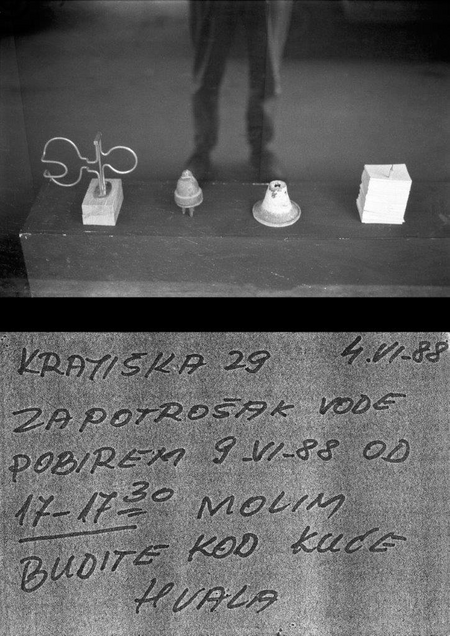 KRATIŠKA 29 4.VI-88
ZA POTROŠAK VODE
POBIREM 9.VI-88 OD
17-17³⁰ MOLIM
BUDITE KOD KUĆE
HVALA